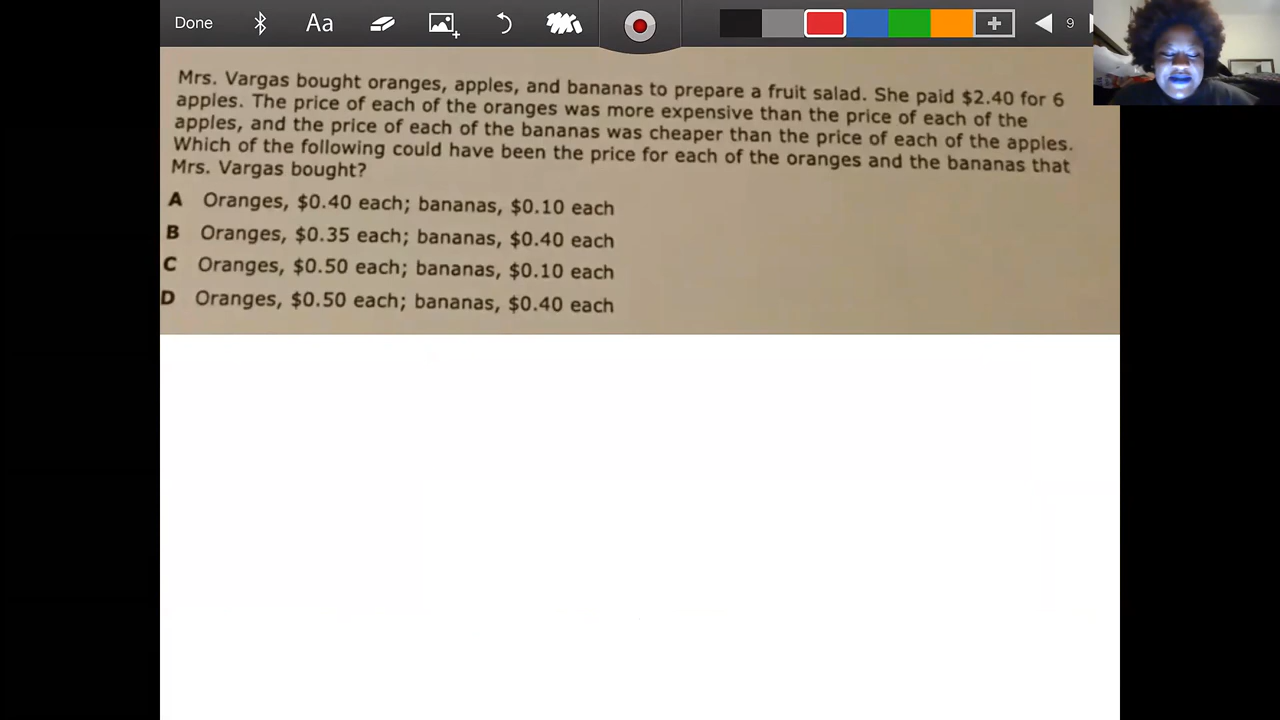 Done Aa 9
Mrs. Vargas bought oranges, apples, and bananas to prepare a fruit salad. She paid $2.40 for 6
apples. The price of each of the oranges was more expensive than the price of each of the
apples, and the price of each of the bananas was cheaper than the price of each of the apples.
Which of the following could have been the price for each of the oranges and the bananas that
Mrs. Vargas bought?
A Oranges, $0.40 each; bananas, $0.10 each
B Oranges, $0.35 each; bananas, $0.40 each
C Oranges, $0.50 each; bananas, $0.10 each
D Oranges, $0.50 each; bananas, $0.40 each